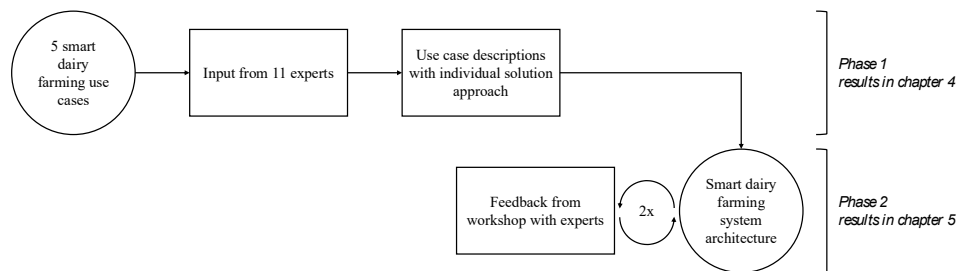 5 smart
dairy
farming use
cases
Input from 11 experts
Use case descriptions
with individual solution
approach
Phase 1
results in chapter 4
Feedback from
workshop with experts
2x
Smart dairy
farming
system
architecture
Phase 2
results in chapter 5